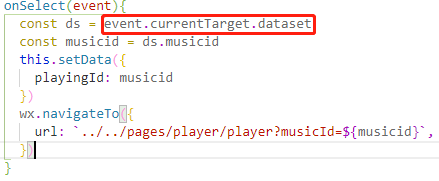 onSelect(event){
const ds = event.currentTarget.dataset
const musicid = ds.musicid
this.setData({
playingId: musicid
})
wx.navigateTo({
url: `../../pages/player/player?musicId=${musicid}`,
})
}